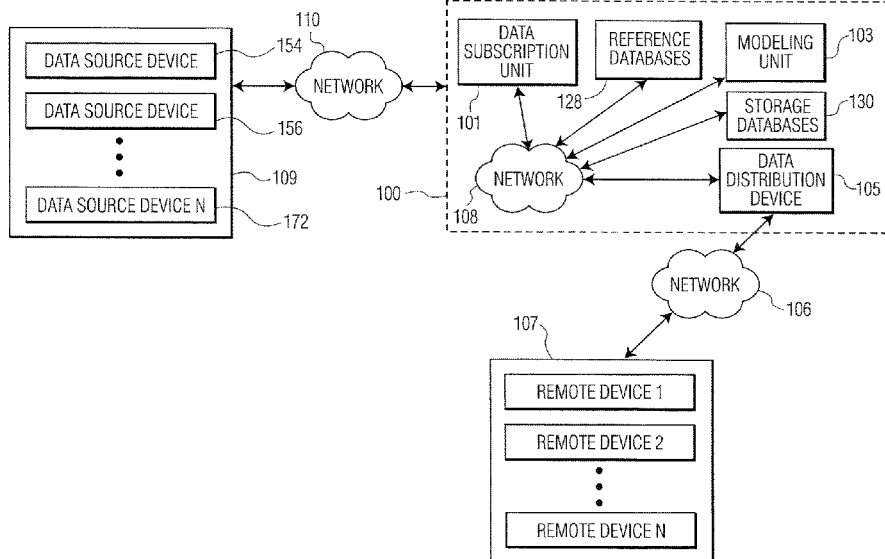 DATA SOURCE DEVICE
154
DATA SOURCE DEVICE
156
DATA SOURCE DEVICE N
172
109
110
NETWORK
DATA
SUBSCRIPTION
UNIT
101
REFERENCE
DATABASES
128
MODELING
UNIT
103
STORAGE
DATABASES
130
DATA
DISTRIBUTION
DEVICE
105
NETWORK
108
100
NETWORK
106
107
REMOTE DEVICE 1
REMOTE DEVICE 2
REMOTE DEVICE N